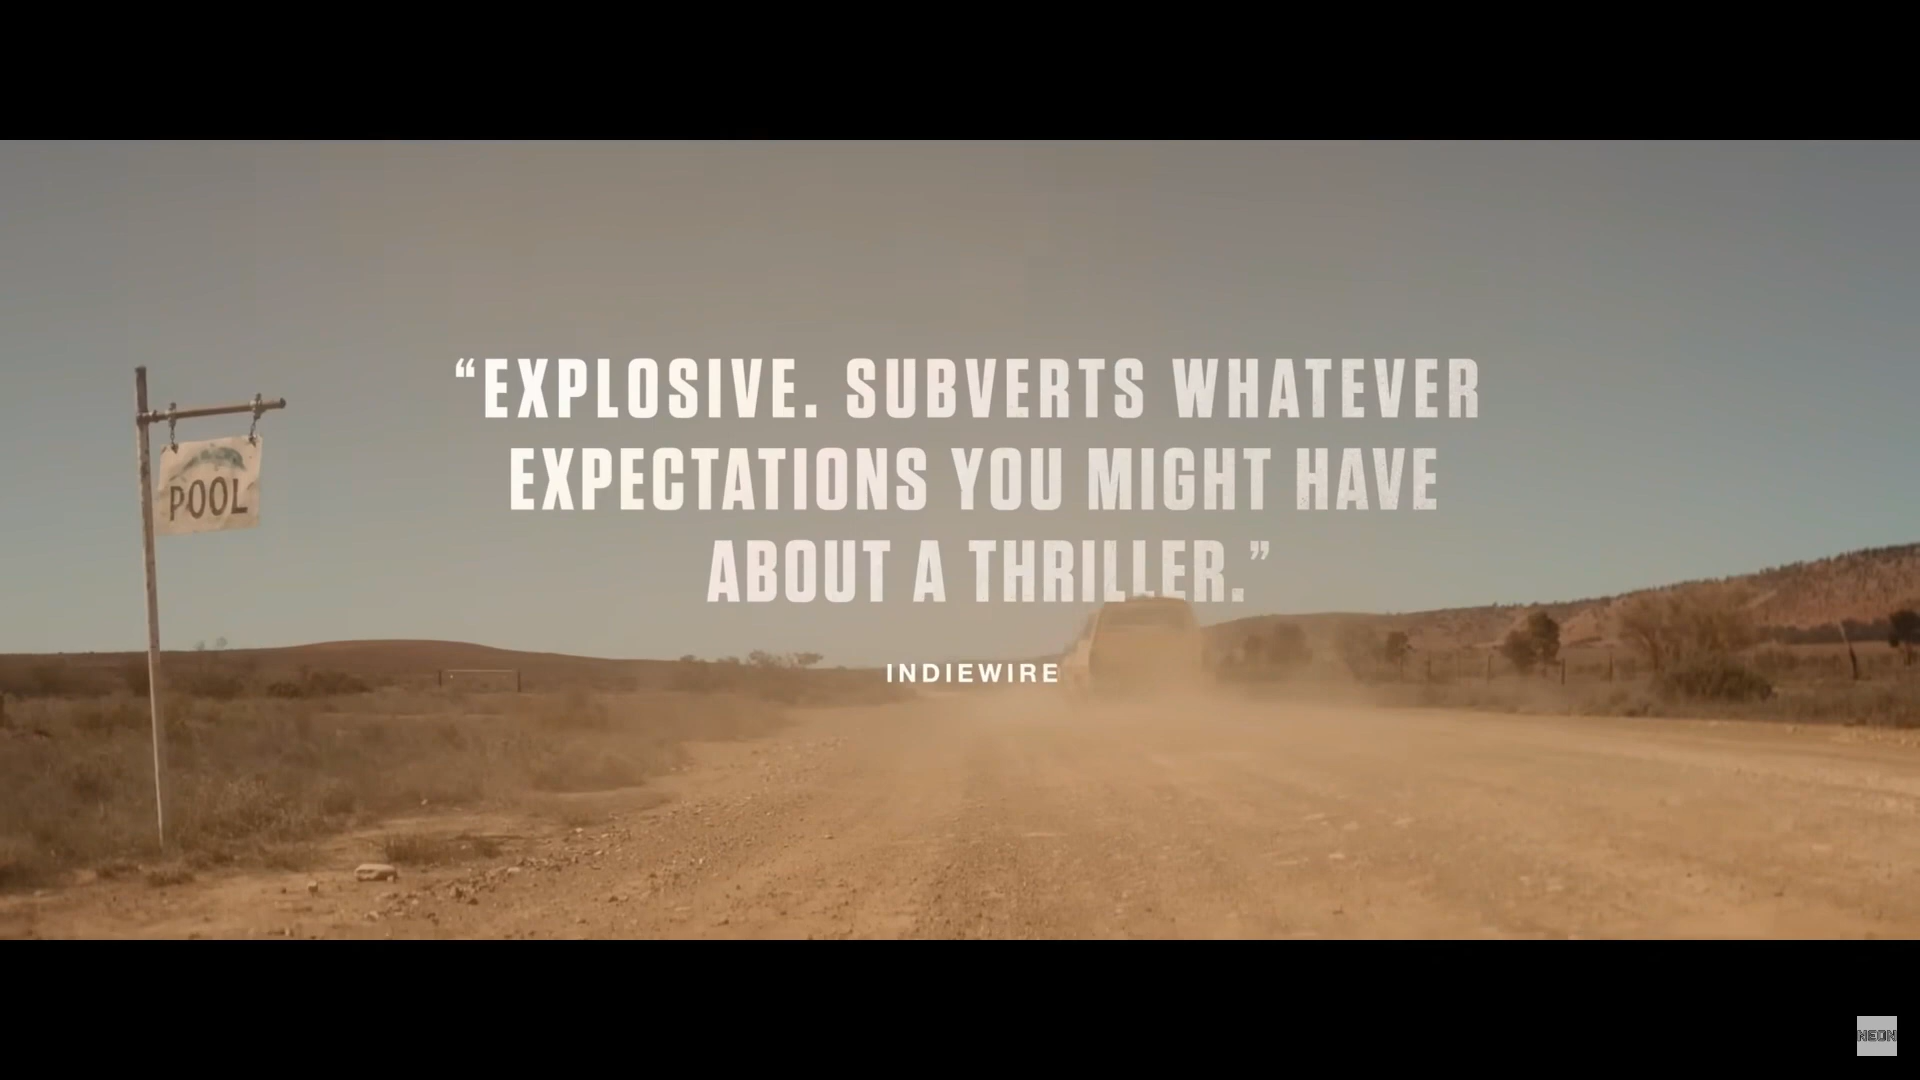 “EXPLOSIVE. SUBVERTS WHATEVER
EXPECTATIONS YOU MIGHT HAVE
ABOUT A THRILLER.”
POOL
INDIEWIRE
NEON